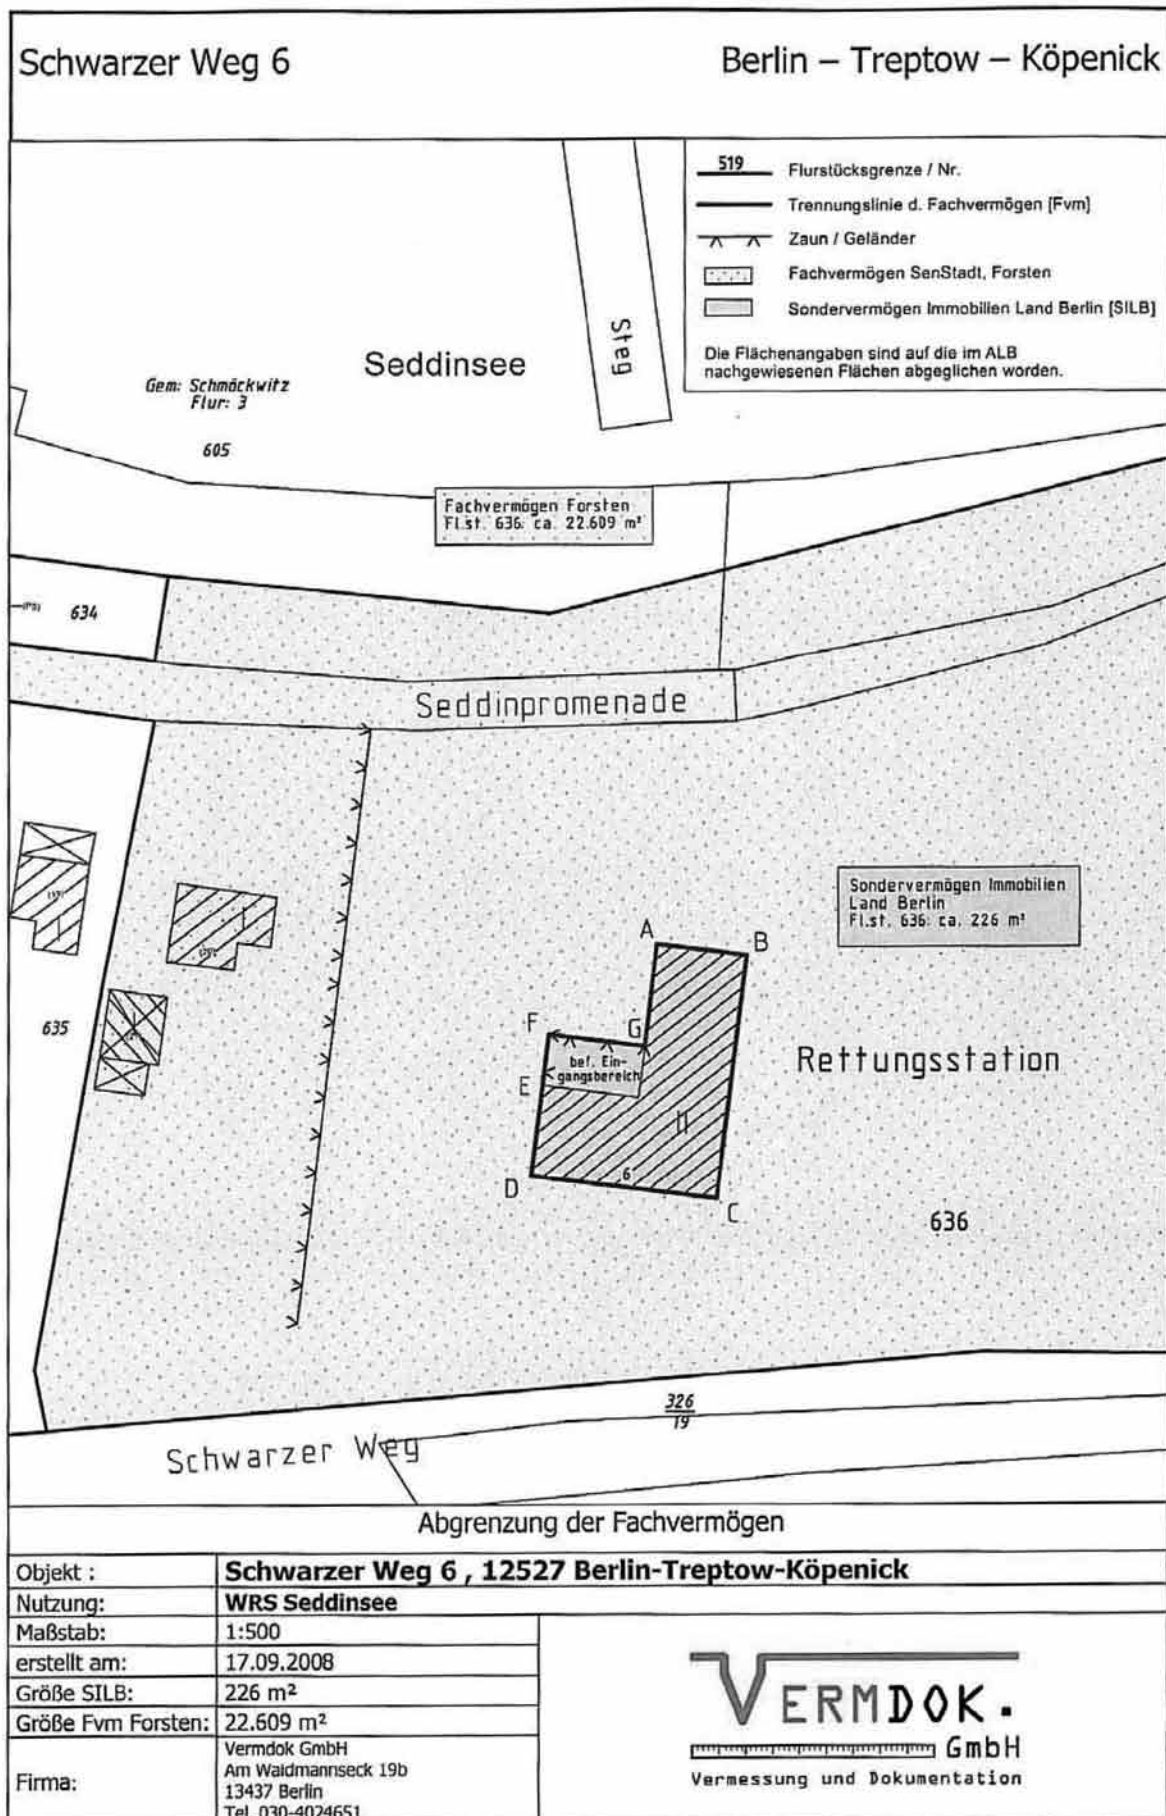 Schwarzer Weg 6
Berlin – Treptow – Köpenick
519 Flurstücksgrenze / Nr.
Trennungslinie d. Fachvermögen [Fvm]
Zaun / Geländer
Fachvermögen SenStadt, Forsten
Sondervermögen Immobilien Land Berlin [SILB]
Die Flächenangaben sind auf die im ALB
nachgewiesenen Flächen abgeglichen worden.
Steg
Seddinsee
Gem: Schmöckwitz
Flur: 3
605
Fachvermögen Forsten
Fl.st. 636: ca. 22.609 m²
634
Seddinpromenade
Sondervermögen Immobilien
Land Berlin
Fl.st. 636: ca. 226 m²
A
B
F
G
635
bef. Ein-
gangsbereich
Rettungsstation
E
II
6
D
C
636
326
19
Schwarzer Weg
Abgrenzung der Fachvermögen
Objekt : Schwarzer Weg 6 , 12527 Berlin-Treptow-Köpenick
Nutzung: WRS Seddinsee
Maßstab: 1:500
erstellt am: 17.09.2008
Größe SILB: 226 m²
Größe Fvm Forsten: 22.609 m²
Firma:
Vermdok GmbH
Am Waidmannseck 19b
13437 Berlin
Tel. 030-4024651
VERMDOK.
GmbH
Vermessung und Dokumentation